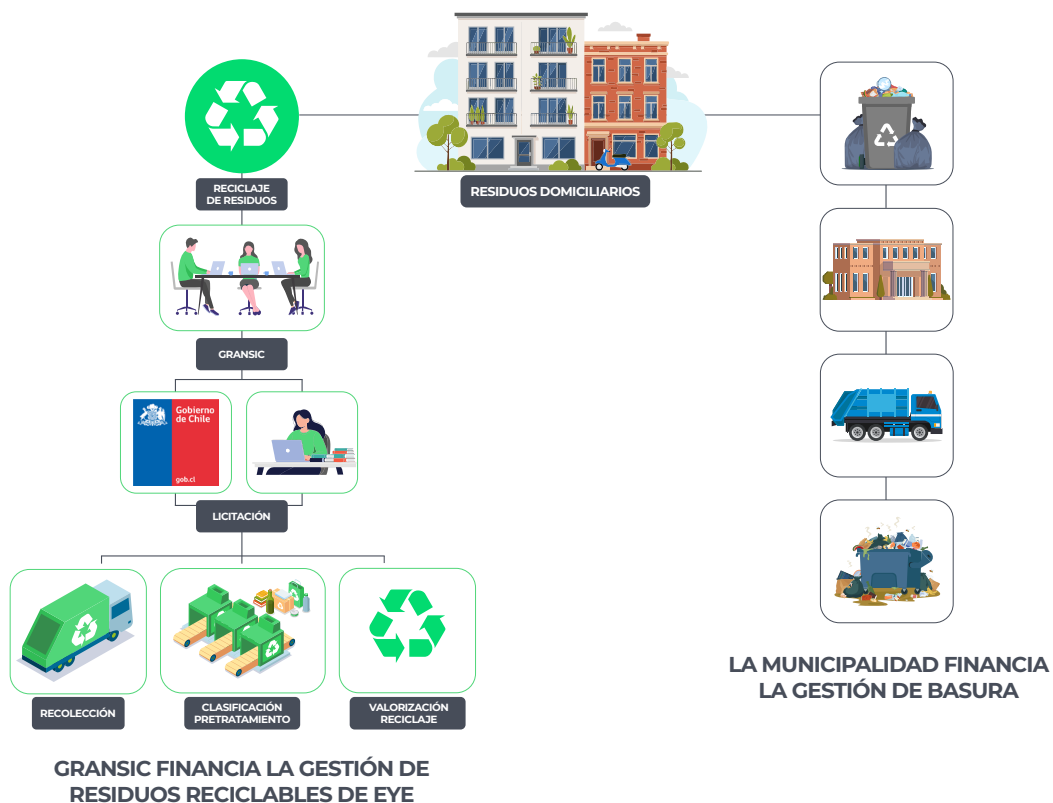 RESIDUOS DOMICILIARIOS
RECICLAJE
DE RESIDUOS
GRANSIC
Gobierno
de Chile
gob.cl
LICITACIÓN
RECOLECCIÓN
CLASIFICACIÓN
PRETRATAMIENTO
VALORIZACIÓN
RECICLAJE
GRANSIC FINANCIA LA GESTIÓN DE
RESIDUOS RECICLABLES DE EYE
LA MUNICIPALIDAD FINANCIA
LA GESTIÓN DE BASURA